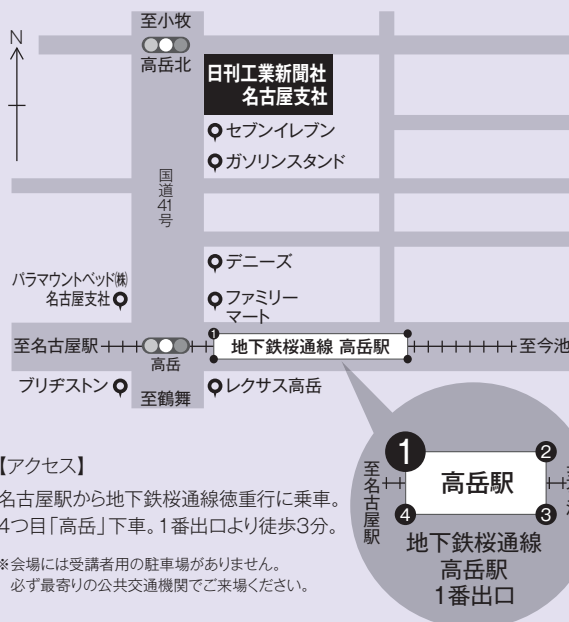 至小牧
N
高岳北
日刊工業新聞社
名古屋支社
セブンイレブン
ガソリンスタンド
国道41号
デニーズ
パラマウントベッド㈱
名古屋支社
ファミリー
マート
至名古屋駅
1
地下鉄桜通線 高岳駅
至今池
高岳
ブリヂストン
至鶴舞
レクサス高岳
【アクセス】
名古屋駅から地下鉄桜通線徳重行に乗車。
4つ目「高岳」下車。1番出口より徒歩3分。
※会場には受講者用の駐車場がありません。
必ず最寄りの公共交通機関でご来場ください。
1
2
至名古屋駅
高岳駅
4
3
地下鉄桜通線
高岳駅
1番出口